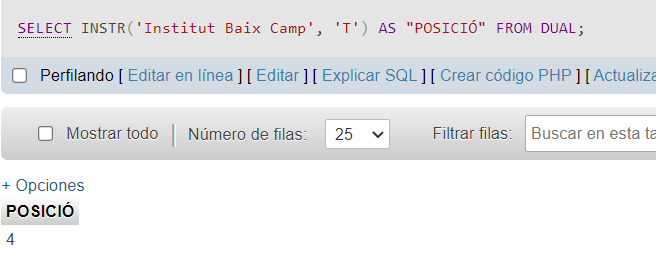 SELECT INSTR('Institut Baix Camp', 'T') AS "POSICIÓ" FROM DUAL;
Perfilando [ Editar en línea ] [ Editar ] [ Explicar SQL ] [ Crear código PHP ] [ Actualiza
Mostrar todo | Número de filas: 25 Filtrar filas: Buscar en esta ta
+ Opciones
POSICIÓ
4